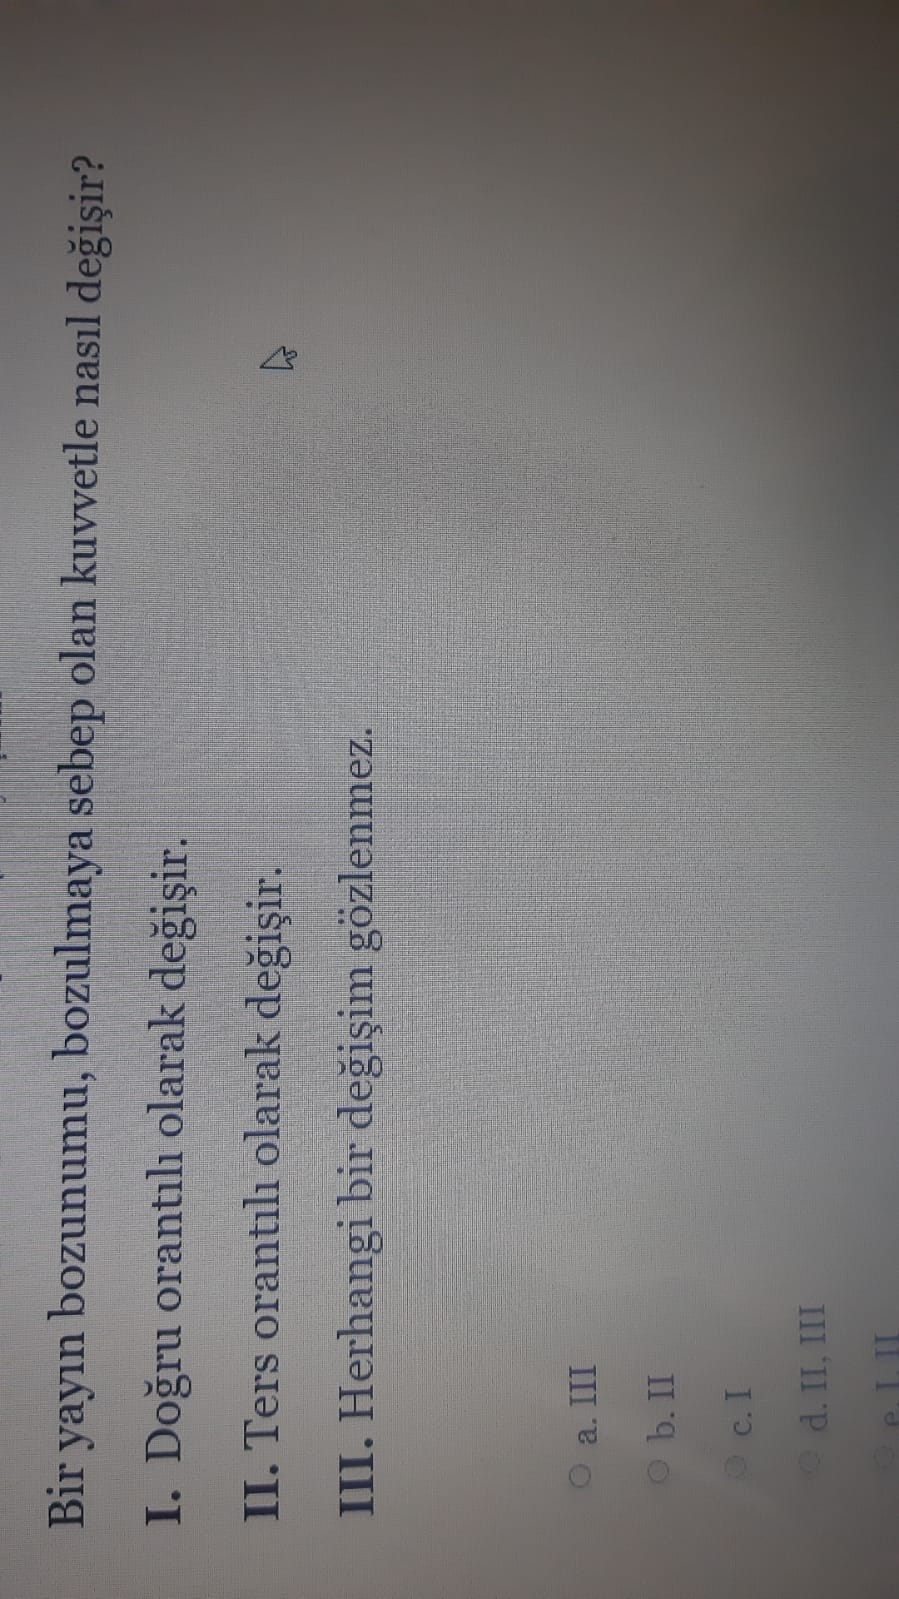 Bir yayın bozunumu, bozulmaya sebep olan kuvvetle nasıl değişir?
I. Doğru orantılı olarak değişir.
II. Ters orantılı olarak değişir.
III. Herhangi bir değişim gözlenmez.
a. III
b. II
c. I
d. II, III
e. I, II